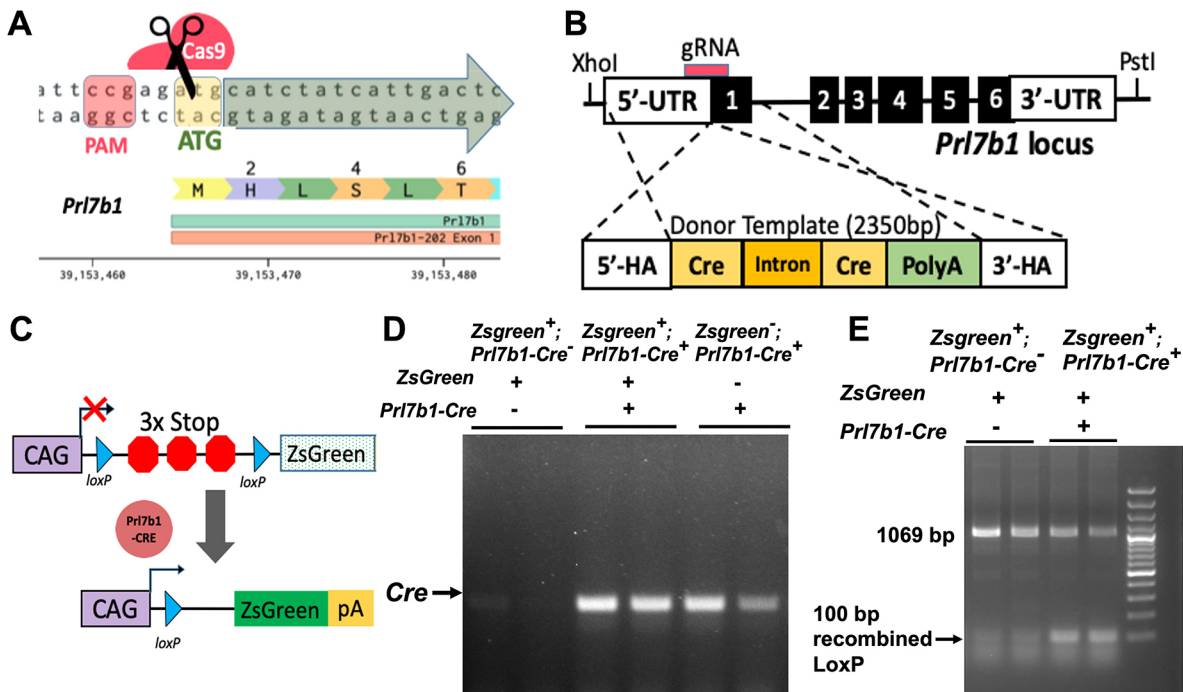 A
Cas9
a t t c c g a g a t g c a t c t a t c a t t g a c t c
t a a g g c t c t a c g t a g a t a g t a a c t g a g
PAM
ATG
2 4 6
M H L S L T
Prl7b1
Prl7b1
Prl7b1-202 Exon 1
39,153,460 39,153,470 39,153,480
B
gRNA
XhoI
PstI
5’-UTR 1 2 3 4 5 6 3’-UTR
Prl7b1 locus
Donor Template (2350bp)
5’-HA Cre Intron Cre PolyA 3’-HA
C
3x Stop
CAG ZsGreen
loxP loxP
Prl7b1
-CRE
CAG ZsGreen pA
loxP
D
Zsgreen+; Zsgreen+; Zsgreen-;
Prl7b1-Cre- Prl7b1-Cre+ Prl7b1-Cre+
ZsGreen + + -
Prl7b1-Cre - + +
Cre
E
Zsgreen+; Zsgreen+;
Prl7b1-Cre- Prl7b1-Cre+
ZsGreen + +
Prl7b1-Cre - +
1069 bp
100 bp
recombined
LoxP